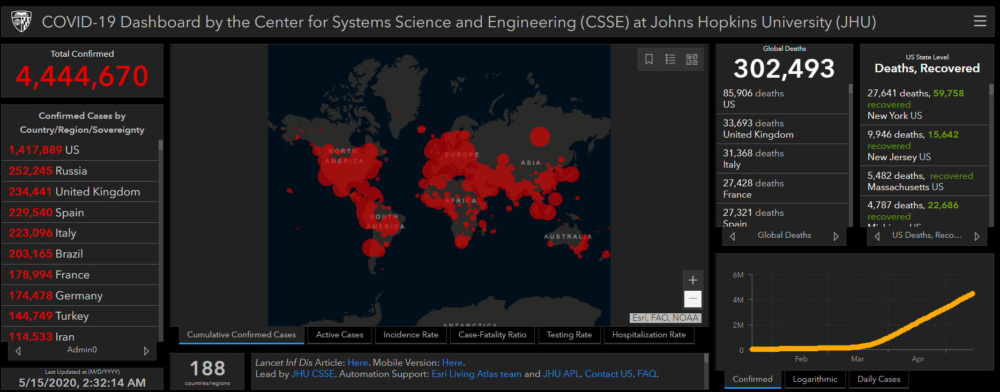 COVID-19 Dashboard by the Center for Systems Science and Engineering (CSSE) at Johns Hopkins University (JHU)
Total Confirmed
4,444,670
Confirmed Cases by
Country/Region/Sovereignty
1,417,889 US
252,245 Russia
234,441 United Kingdom
229,540 Spain
223,096 Italy
203,165 Brazil
178,994 France
174,478 Germany
144,749 Turkey
114,533 Iran
Admin0
Last Updated at (M/D/YYYY)
5/15/2020, 2:32:14 AM
NORTH
AMERICA
EUROPE
ASIA
AFRICA
SOUTH
AMERICA
AUSTRALIA
ANTARCTICA
Esri, FAO, NOAA
Cumulative Confirmed Cases
Active Cases
Incidence Rate
Case-Fatality Ratio
Testing Rate
Hospitalization Rate
188
countries/regions
Lancet Inf Dis Article: Here. Mobile Version: Here.
Lead by JHU CSSE. Automation Support: Esri Living Atlas team and JHU APL. Contact US. FAQ.
Global Deaths
302,493
85,906 deaths
US
33,693 deaths
United Kingdom
31,368 deaths
Italy
27,428 deaths
France
27,321 deaths
Spain
Global Deaths
US State Level
Deaths, Recovered
27,641 deaths, 59,758
recovered
New York US
9,946 deaths, 15,642
recovered
New Jersey US
5,482 deaths, recovered
Massachusetts US
4,787 deaths, 22,686
recovered
Michigan US
US Deaths, Reco...
6M
4M
2M
0
Feb
Mar
Apr
Confirmed
Logarithmic
Daily Cases